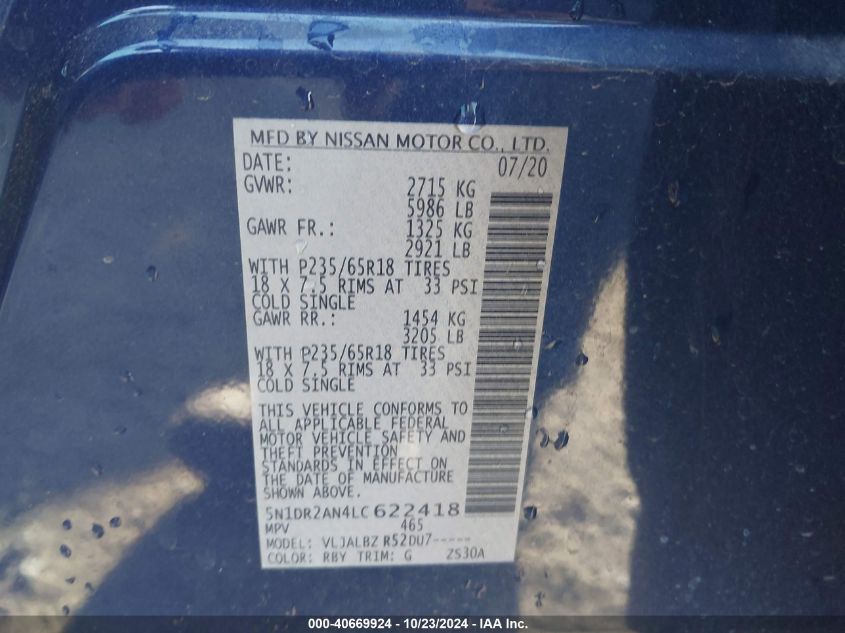 MFD BY NISSAN MOTOR CO., LTD.
DATE: 07/20
GVWR: 2715 KG
5986 LB
GAWR FR.: 1325 KG
2921 LB
WITH P235/65R18 TIRES
18 X 7.5 RIMS AT 33 PSI
COLD SINGLE
GAWR RR.: 1454 KG
3205 LB
WITH P235/65R18 TIRES
18 X 7.5 RIMS AT 33 PSI
COLD SINGLE
THIS VEHICLE CONFORMS TO
ALL APPLICABLE FEDERAL
MOTOR VEHICLE SAFETY AND
THEFT PREVENTION
STANDARDS IN EFFECT ON
THE DATE OF MANUFACTURE
SHOWN ABOVE.
5N1DR2AN4LC622418
MPV 465
MODEL: VLJALBZ R52DU7-----
COLOR: RBY TRIM: G ZS30A
000-40669924 - 10/23/2024 - IAA Inc.